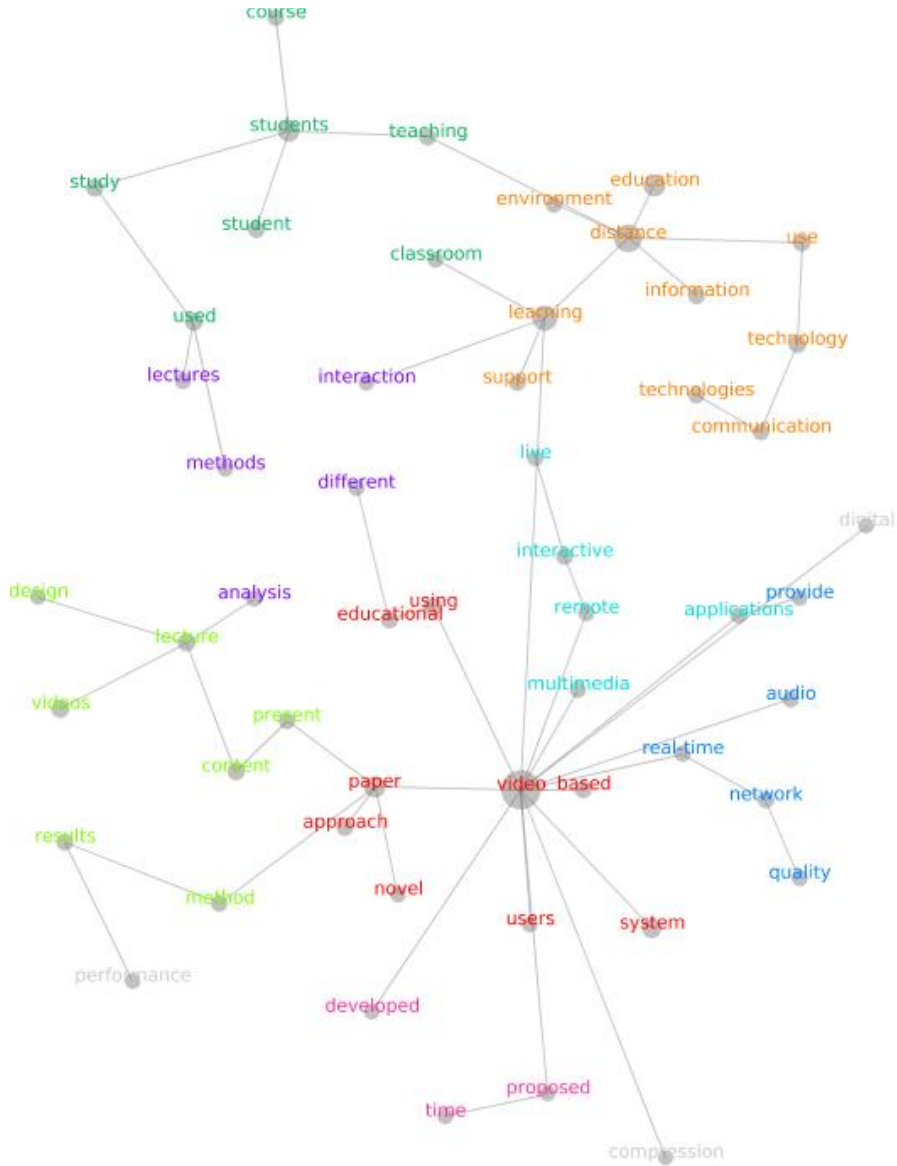 course
students
teaching
study
education
environment
student
distance
use
classroom
information
learning
used
technology
lectures
interaction
support
technologies
communication
live
methods
different
digital
interactive
design
analysis
using
educational
remote
applications
provide
lecture
multimedia
audio
videos
present
real-time
content
paper
video
based
network
approach
results
quality
method
novel
users
system
performance
developed
proposed
time
compression